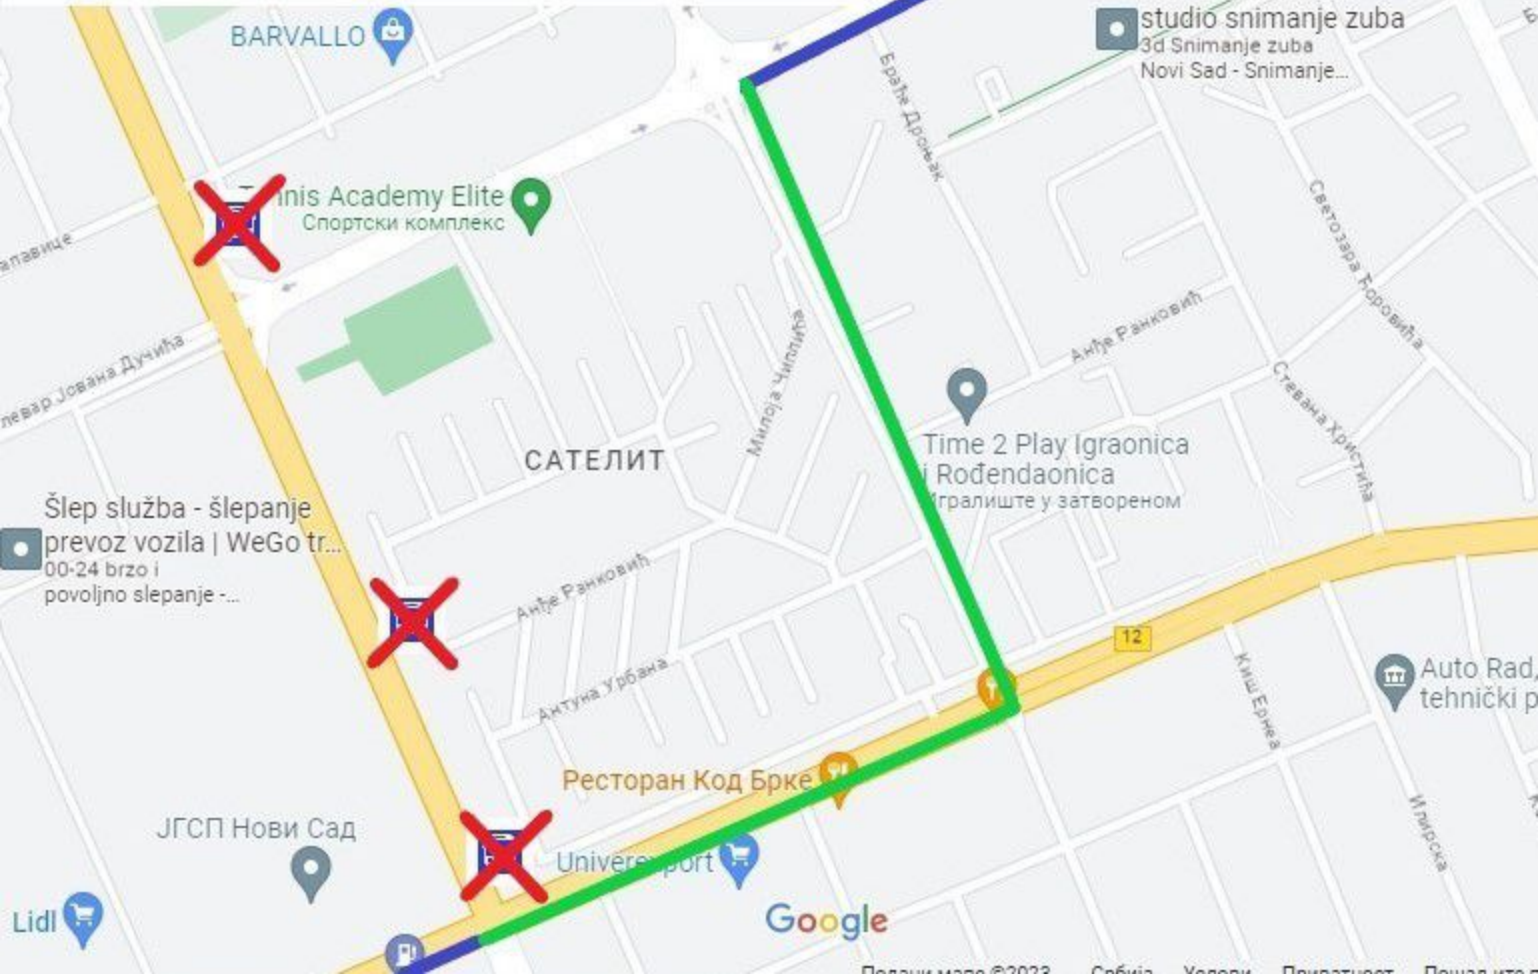 BARVALLO
studio snimanje zuba
3d Snimanje zuba
Novi Sad - Snimanje...
Браће Дроњак
nnis Academy Elite
Спортски комплекс
Светозара Ћоровића
Анђе Ранковић
Милоја Чиплића
Стевана Христића
Time 2 Play Igraonica
i Rođendaonica
Игралиште у затвореном
САТЕЛИТ
Šlep služba - šlepanje
prevoz vozila | WeGo tr...
00-24 brzo i
povoljno slepanje -...
Анђе Ранковић
12
Антуна Урбана
Киш Ернеа
Auto Rad,
tehnički p
Ресторан Код Брке
ЈГСП Нови Сад
Univerexport
Илирска
Lidl
Google